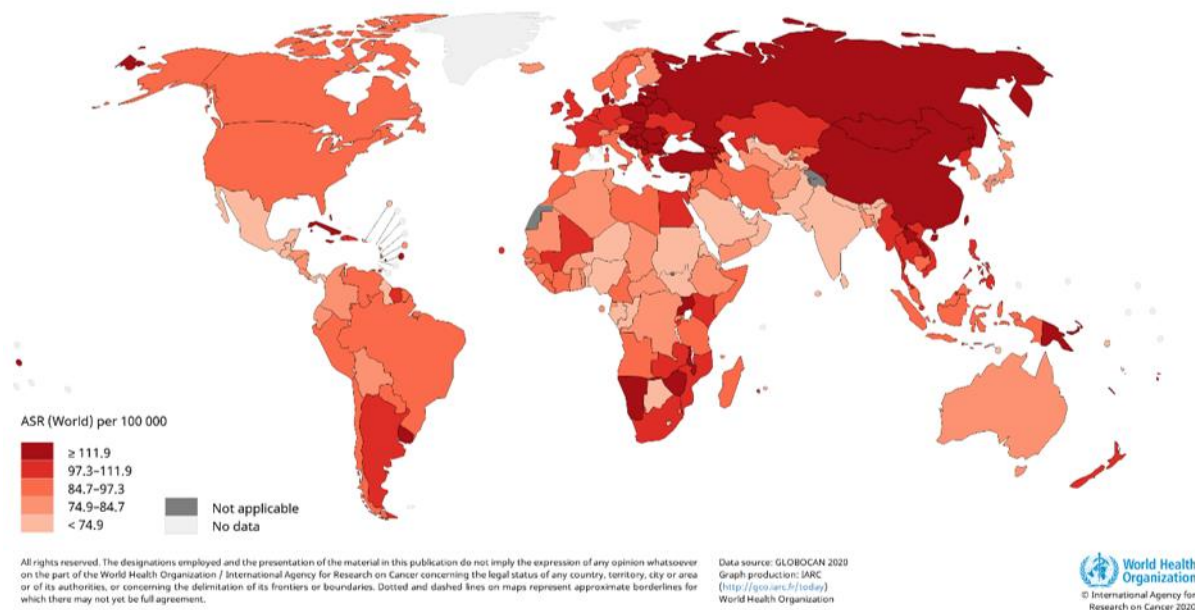 ASR (World) per 100 000
≥ 111.9
97.3–111.9
84.7–97.3
74.9–84.7
< 74.9
Not applicable
No data
All rights reserved. The designations employed and the presentation of the material in this publication do not imply the expression of any opinion whatsoever
on the part of the World Health Organization / International Agency for Research on Cancer concerning the legal status of any country, territory, city or area
or of its authorities, or concerning the delimitation of its frontiers or boundaries. Dotted and dashed lines on maps represent approximate borderlines for
which there may not yet be full agreement.
Data source: GLOBOCAN 2020
Graph production: IARC
(http://gco.iarc.fr/today)
World Health Organization
World Health
Organization
© International Agency for
Research on Cancer 2020